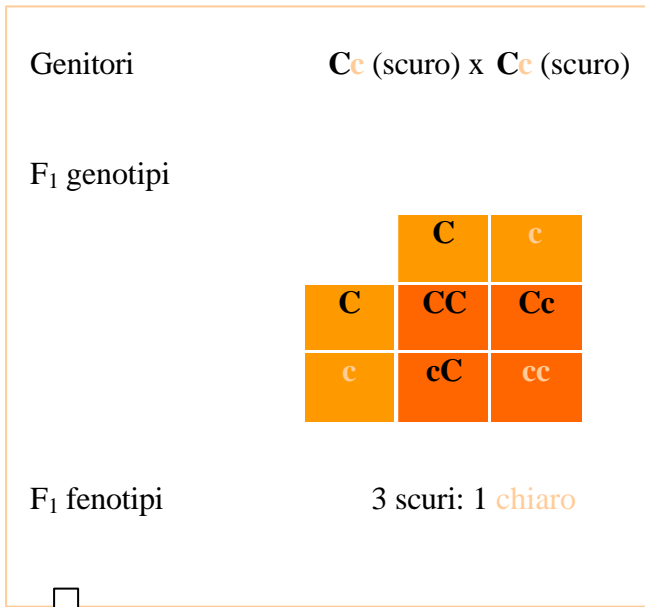 Genitori Cc (scuro) x Cc (scuro)
F1 genotipi
C c
C CC Cc
c cC cc
F1 fenotipi 3 scuri: 1 chiaro